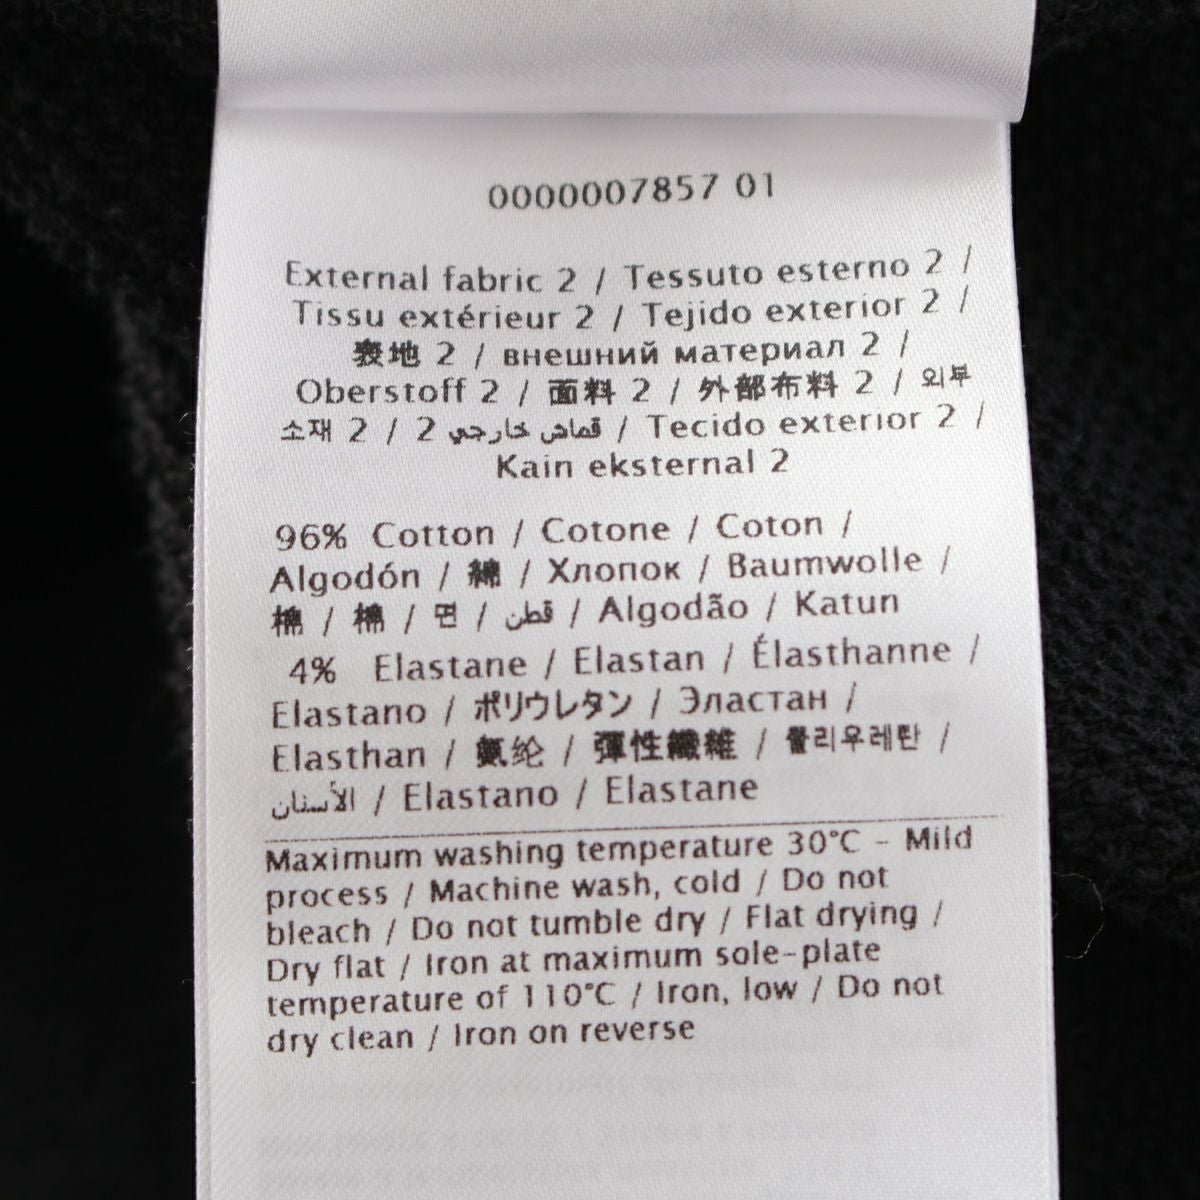 0000007857 01
External fabric 2 / Tessuto esterno 2 /
Tissu extérieur 2 / Tejido exterior 2 /
表地 2 / внешний материал 2 /
Oberstoff 2 / 面料 2 / 外部布料 2 / 외부
소재 2 / 2 قماش خارجي / Tecido exterior 2 /
Kain eksternal 2
96% Cotton / Cotone / Coton /
Algodón / 綿 / Хлопок / Baumwolle /
棉 / 棉 / 면 / قطن / Algodão / Katun
4% Elastane / Elastan / Élasthanne /
Elastano / ポリウレタン / Эластан /
Elasthan / 氨纶 / 彈性纖維 / 폴리우레탄 /
الأستان / Elastano / Elastane
Maximum washing temperature 30°C - Mild
process / Machine wash, cold / Do not
bleach / Do not tumble dry / Flat drying /
Dry flat / Iron at maximum sole-plate
temperature of 110°C / Iron, low / Do not
dry clean / Iron on reverse